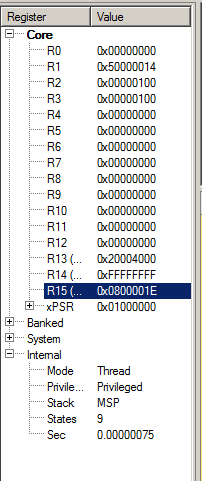 Register Value
Core
R0 0x00000000
R1 0x50000014
R2 0x00000100
R3 0x00000100
R4 0x00000000
R5 0x00000000
R6 0x00000000
R7 0x00000000
R8 0x00000000
R9 0x00000000
R10 0x00000000
R11 0x00000000
R12 0x00000000
R13 (... 0x20004000
R14 (... 0xFFFFFFFF
R15 (... 0x0800001E
xPSR 0x01000000
Banked
System
Internal
Mode Thread
Privile... Privileged
Stack MSP
States 9
Sec 0.00000075